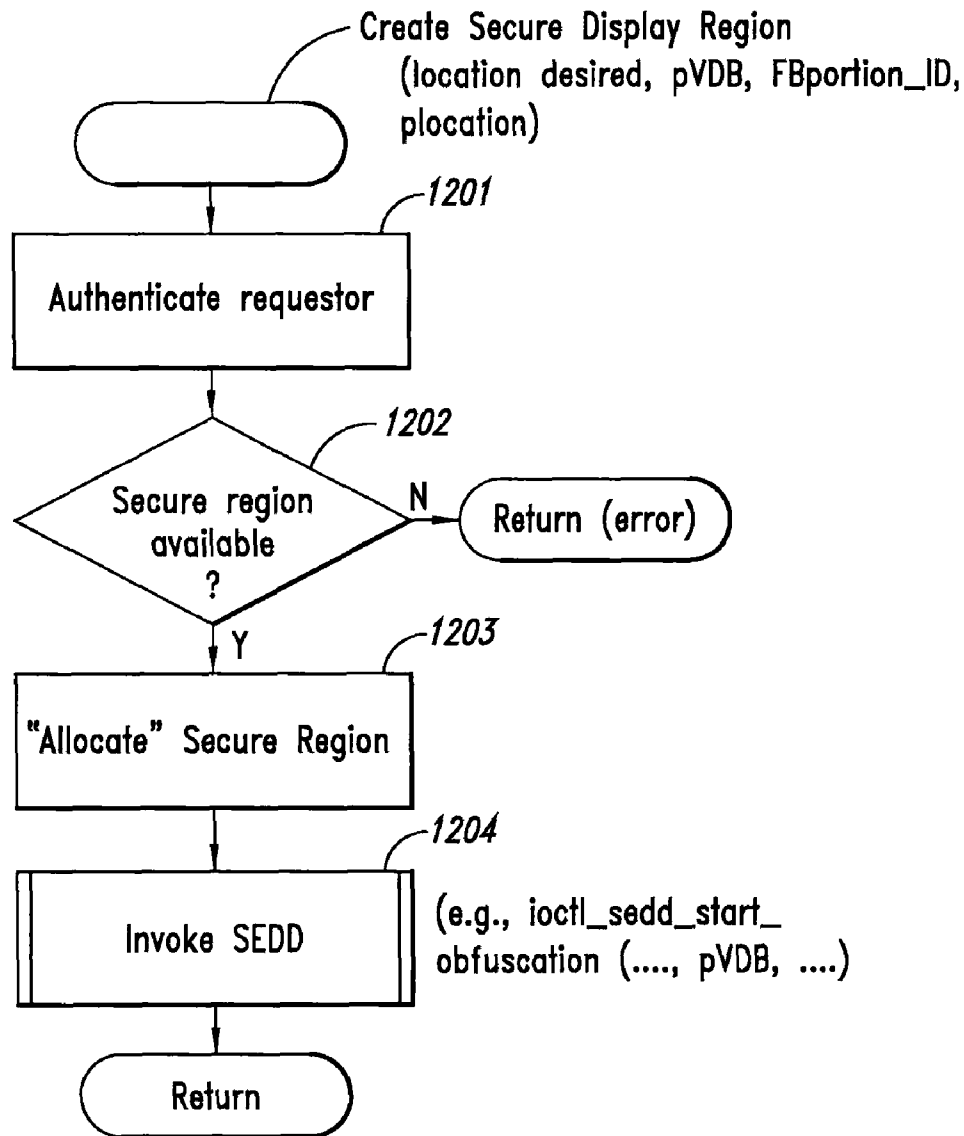 Create Secure Display Region
(location desired, pVDB, FBportion_ID,
plocation)
1201
Authenticate requestor
1202
Secure region
available
?
N
Return (error)
Y
1203
"Allocate" Secure Region
1204
Invoke SEDD
(e.g., ioctl_sedd_start_
obfuscation (...., pVDB, ....)
Return